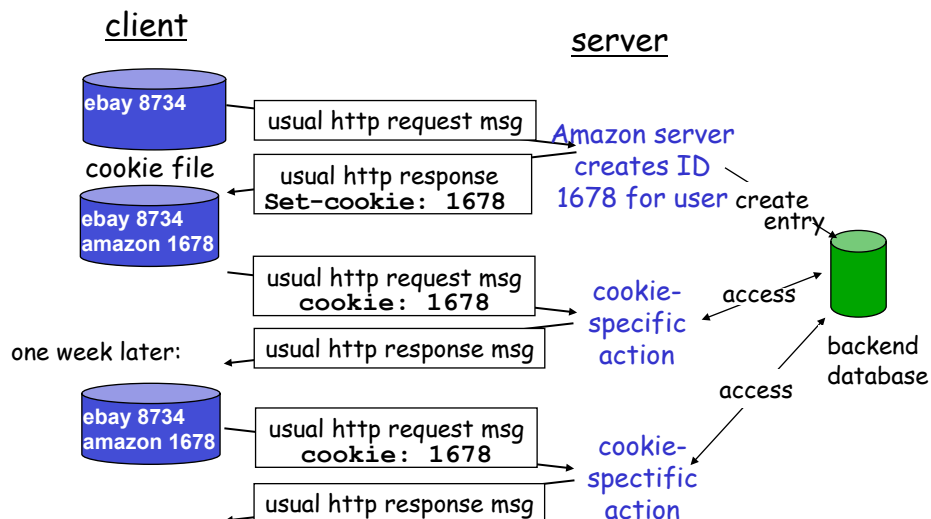 client
server
ebay 8734
usual http request msg
Amazon server
creates ID
1678 for user
cookie file
usual http response
Set-cookie: 1678
create
entry
ebay 8734
amazon 1678
usual http request msg
cookie: 1678
cookie-
specific
action
access
usual http response msg
one week later:
backend
database
access
ebay 8734
amazon 1678
usual http request msg
cookie: 1678
cookie-
spectific
action
usual http response msg